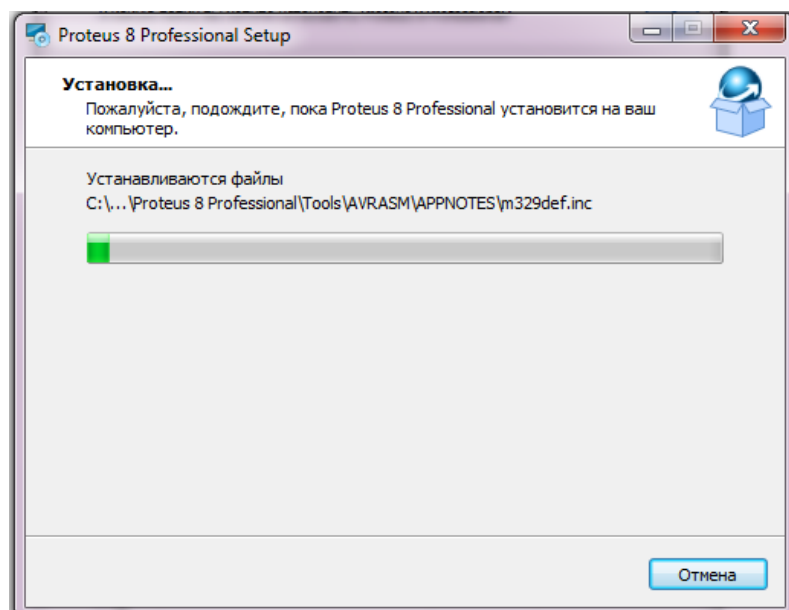 Proteus 8 Professional Setup
Установка...
Пожалуйста, подождите, пока Proteus 8 Professional установится на ваш
компьютер.
Устанавливаются файлы
C:\...\Proteus 8 Professional\Tools\AVRASM\APPNOTES\m329def.inc
Отмена